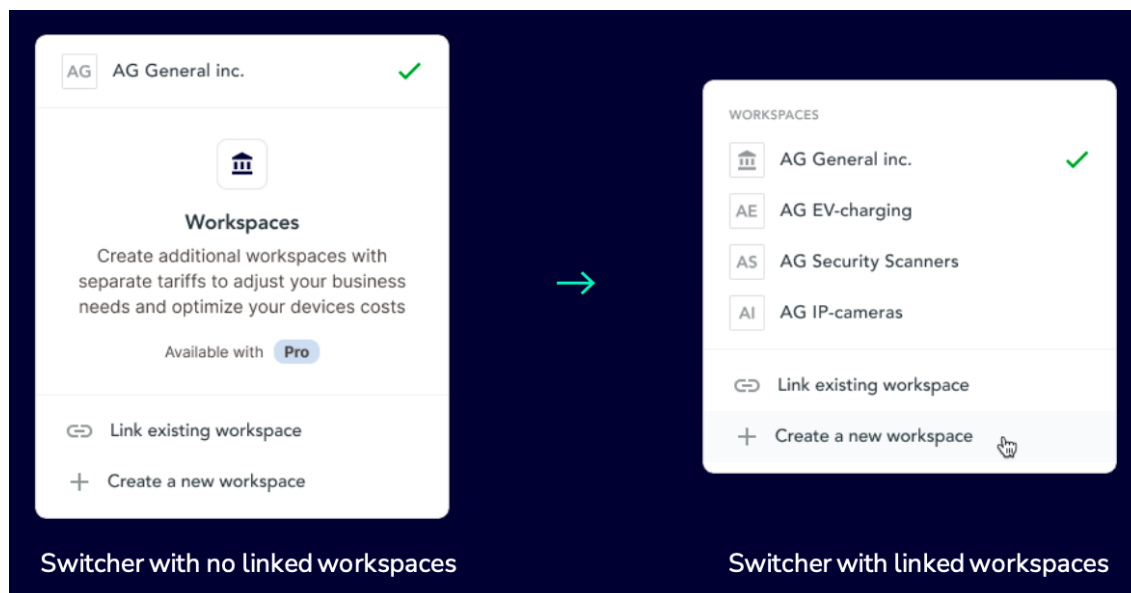 AG AG General inc.
Workspaces
Create additional workspaces with
separate tariffs to adjust your business
needs and optimize your devices costs
Available with Pro
Link existing workspace
Create a new workspace
Switcher with no linked workspaces
WORKSPACES
AG General inc.
AE AG EV-charging
AS AG Security Scanners
AI AG IP-cameras
Link existing workspace
Create a new workspace
Switcher with linked workspaces